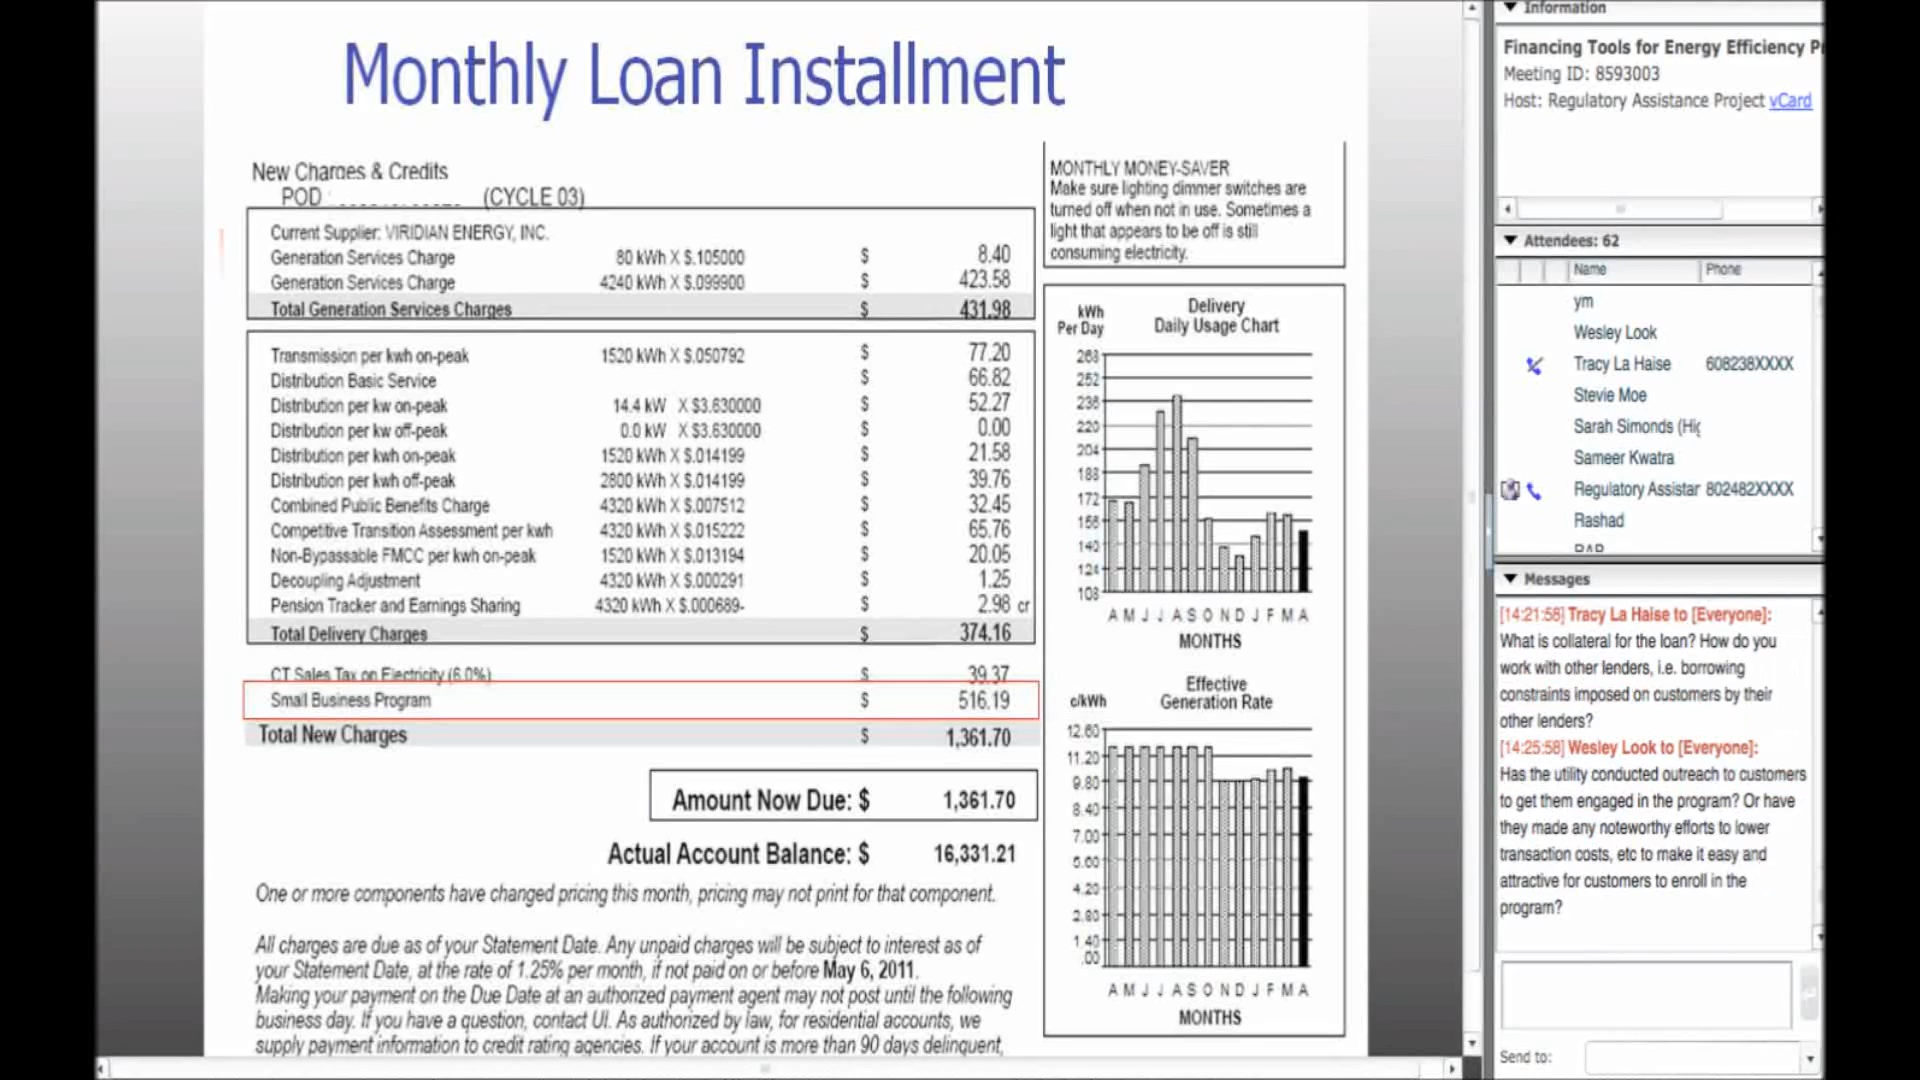 Monthly Loan Installment
New Charges & Credits
POD (CYCLE 03)
Current Supplier: VIRIDIAN ENERGY, INC.
Generation Services Charge 80 kWh X $.105000 $ 8.40
Generation Services Charge 4240 kWh X $.099900 $ 423.58
Total Generation Services Charges $ 431.98
Transmission per kwh on-peak 1520 kWh X $.050792 $ 77.20
Distribution Basic Service $ 66.82
Distribution per kw on-peak 14.4 kW X $3.630000 $ 52.27
Distribution per kw off-peak 0.0 kW X $3.630000 $ 0.00
Distribution per kwh on-peak 1520 kWh X $.014199 $ 21.58
Distribution per kwh off-peak 2800 kWh X $.014199 $ 39.76
Combined Public Benefits Charge 4320 kWh X $.007512 $ 32.45
Competitive Transition Assessment per kwh 4320 kWh X $.015222 $ 65.76
Non-Bypassable FMCC per kwh on-peak 1520 kWh X $.013194 $ 20.05
Decoupling Adjustment 4320 kWh X $.000291 $ 1.25
Pension Tracker and Earnings Sharing 4320 kWh X $.000689- $ 2.98 cr
Total Delivery Charges $ 374.16
CT Sales Tax on Electricity (6.0%) $ 39.37
Small Business Program $ 516.19
Total New Charges $ 1,361.70
Amount Now Due: $ 1,361.70
Actual Account Balance: $ 16,331.21
One or more components have changed pricing this month, pricing may not print for that component.
All charges are due as of your Statement Date. Any unpaid charges will be subject to interest as of
your Statement Date, at the rate of 1.25% per month, if not paid on or before May 6, 2011.
Making your payment on the Due Date at an authorized payment agent may not post until the following
business day. If you have a question, contact UI. As authorized by law, for residential accounts, we
supply payment information to credit rating agencies. If your account is more than 90 days delinquent,
MONTHLY MONEY-SAVER
Make sure lighting dimmer switches are
turned off when not in use. Sometimes a
light that appears to be off is still
consuming electricity.
kWh
Per Day
Delivery
Daily Usage Chart
268
252
236
220
204
188
172
156
140
124
108
A M J J A S O N D J F M A
MONTHS
c/kWh
Effective
Generation Rate
12.60
11.20
9.80
8.40
7.00
5.60
4.20
2.80
1.40
.00
A M J J A S O N D J F M A
MONTHS
Information
Financing Tools for Energy Efficiency Pr
Meeting ID: 8593003
Host: Regulatory Assistance Project vCard
Attendees: 62
Name Phone
ym
Wesley Look
Tracy La Haise 608238XXXX
Stevie Moe
Sarah Simonds (Hig
Sameer Kwatra
Regulatory Assistar 802482XXXX
Rashad
RAP
Messages
[14:21:56] Tracy La Haise to [Everyone]:
What is collateral for the loan? How do you
work with other lenders, i.e. borrowing
constraints imposed on customers by their
other lenders?
[14:25:58] Wesley Look to [Everyone]:
Has the utility conducted outreach to customers
to get them engaged in the program? Or have
they made any noteworthy efforts to lower
transaction costs, etc to make it easy and
attractive for customers to enroll in the
program?
Send to: